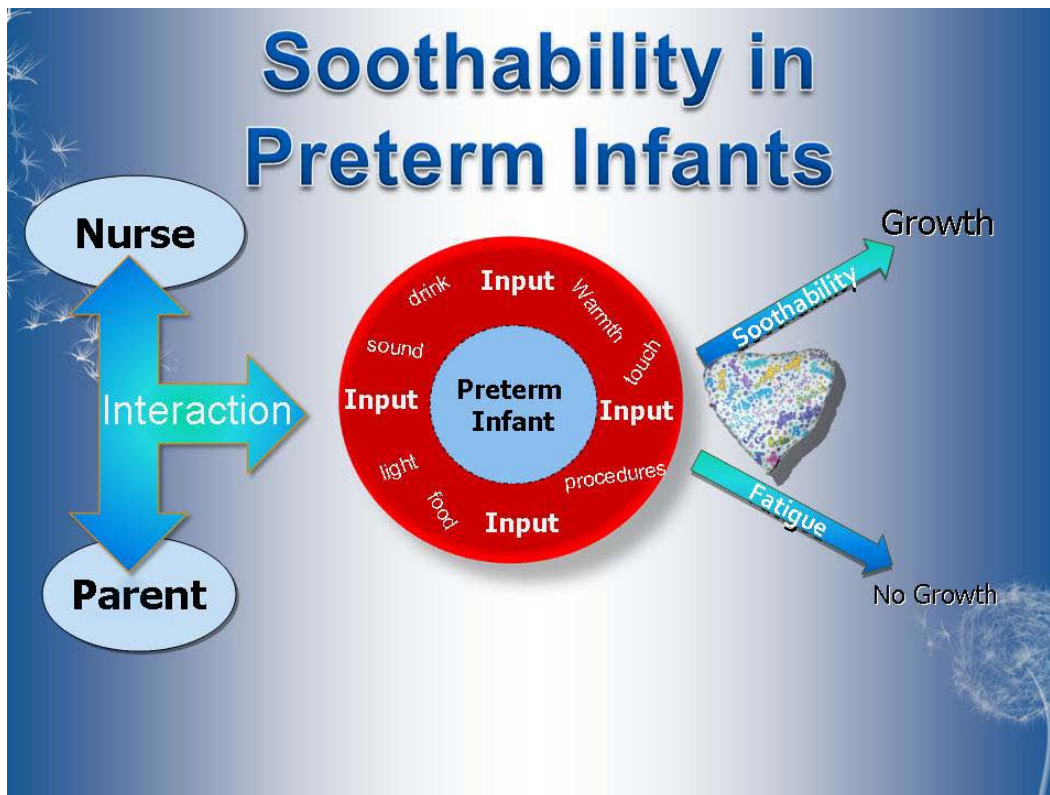 Soothability in
Preterm Infants
Nurse
Interaction
Parent
Input
drink
Warmth
sound
touch
Input
Preterm
Infant
Input
light
procedures
food
Input
Soothability
Growth
Fatigue
No Growth